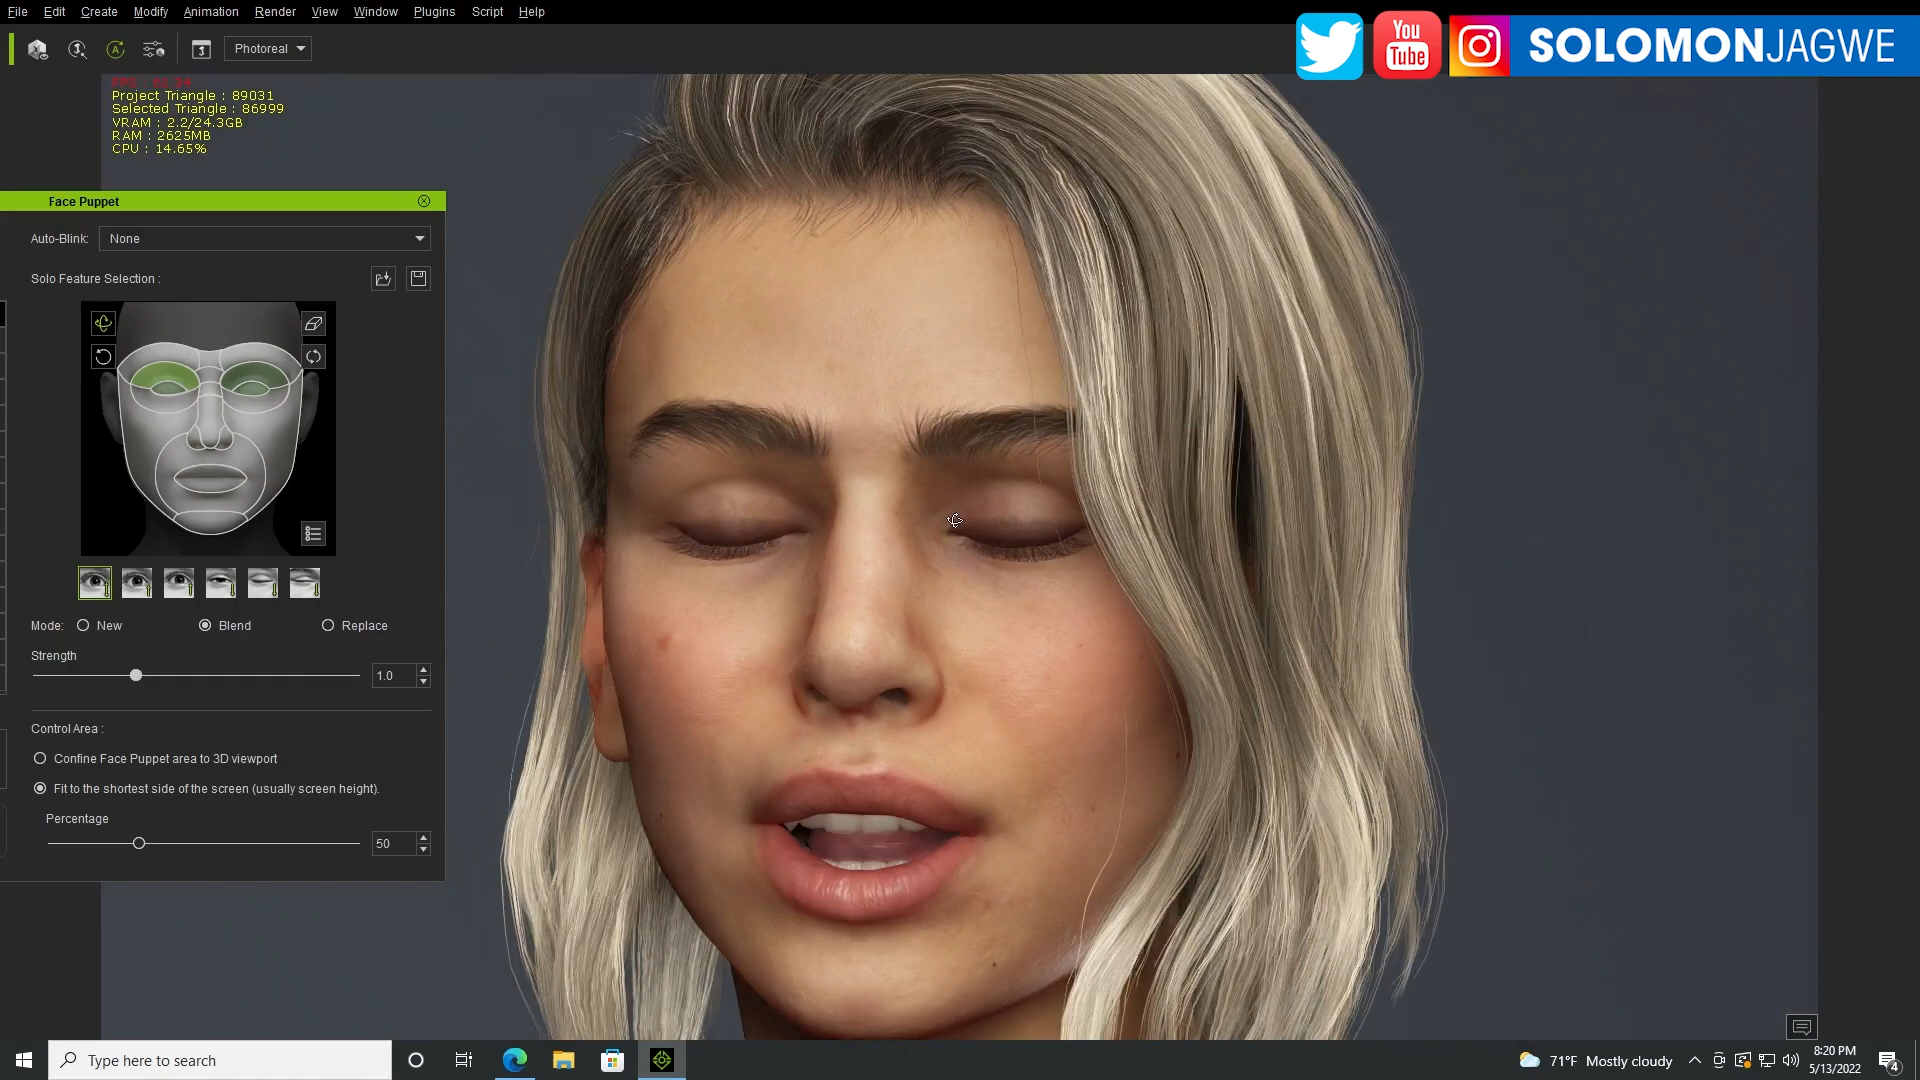 File Edit Create Modify Animation Render View Window Plugins Script Help
Photoreal
You
Tube
SOLOMONJAGWE
Project Triangle : 89031
Selected Triangle : 86999
VRAM : 2.2/24.3GB
RAM : 2625MB
CPU : 14.65%
Face Puppet
Auto-Blink: None
Solo Feature Selection :
Mode: New Blend Replace
Strength
1.0
Control Area :
Confine Face Puppet area to 3D viewport
Fit to the shortest side of the screen (usually screen height).
Percentage
50
Type here to search
71°F Mostly cloudy
8:20 PM
5/13/2022
4